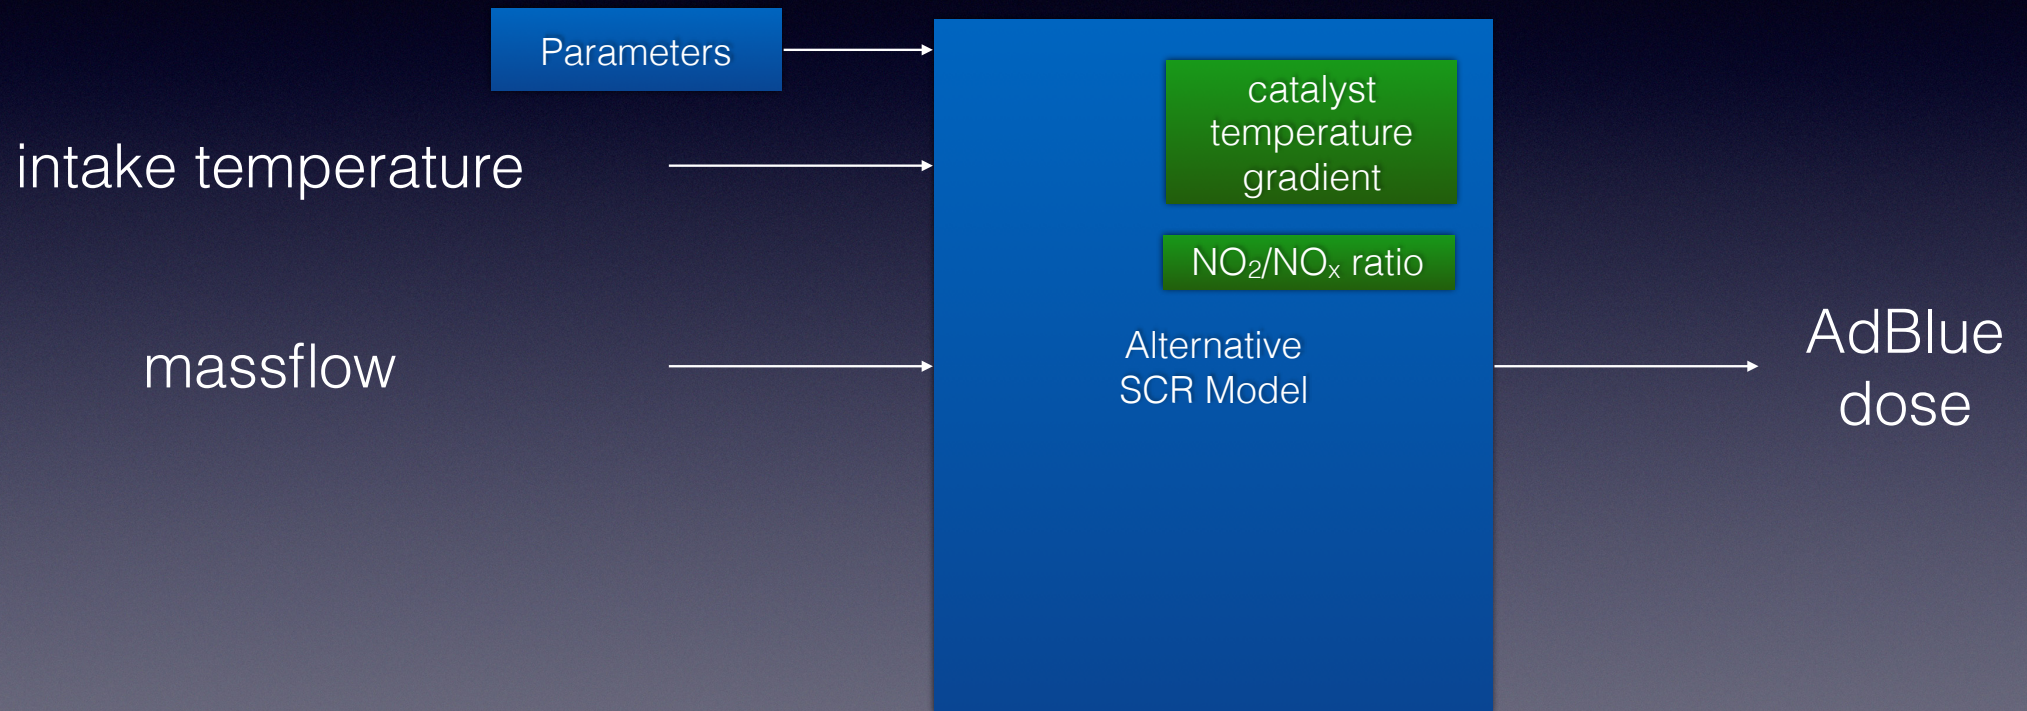 Parameters
catalyst
temperature
gradient
intake temperature
NO₂/NOₓ ratio
massflow
Alternative
SCR Model
AdBlue
dose